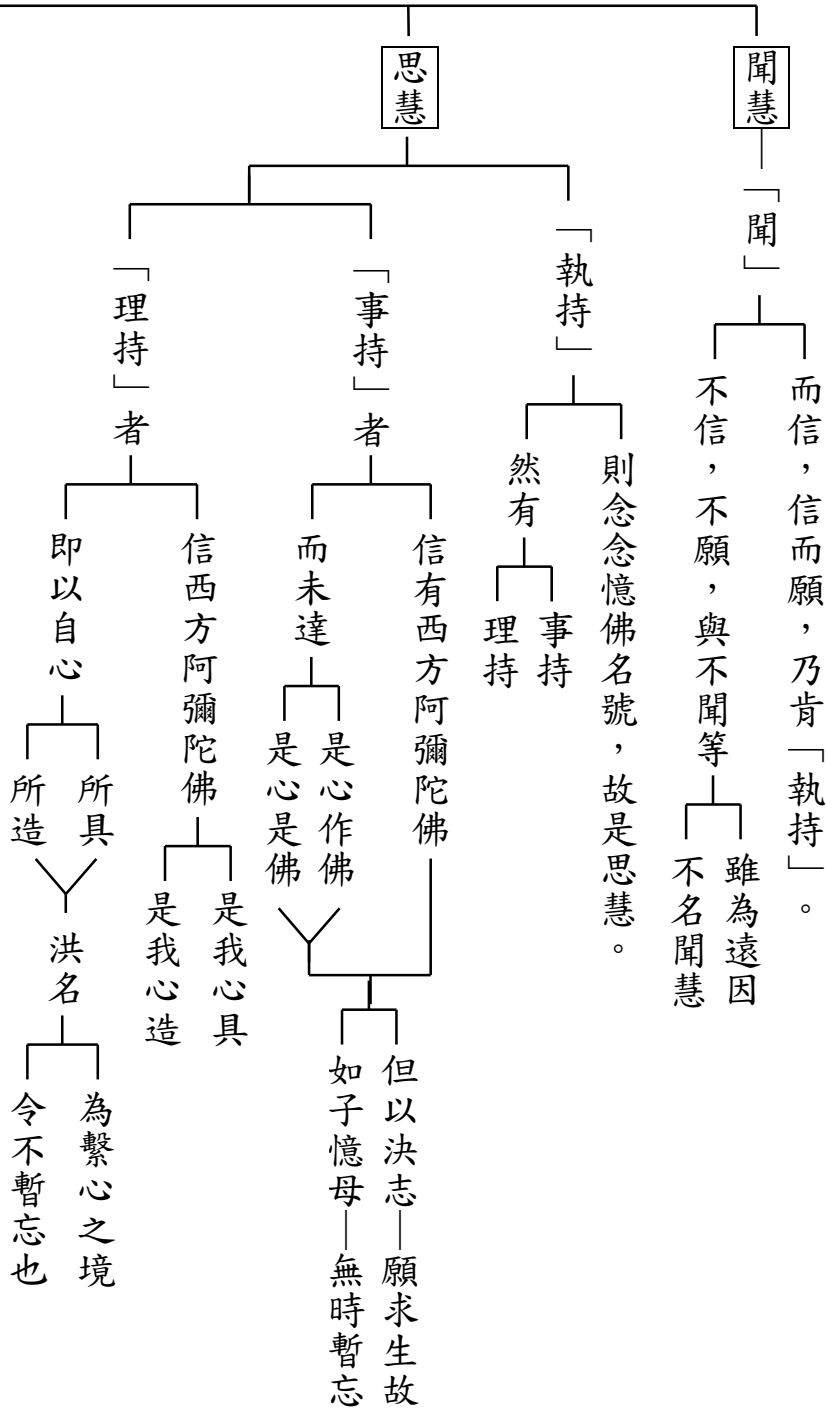 聞慧
「聞」
而信，信而願，乃肯「執持」。
不信，不願，與不聞等
雖為遠因
不名聞慧
思慧
「執持」
則念念憶佛名號，故是思慧。
然有
事持
理持
「事持」者
信有西方阿彌陀佛
而未達
是心作佛
是心是佛
但以決志—願求生故
如子憶母—無時暫忘
「理持」者
信西方阿彌陀佛
是我心具
是我心造
即以自心
所具
所造
洪名
為繫心之境
令不暫忘也